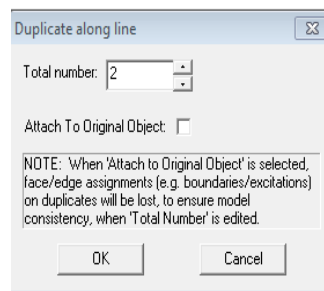 Duplicate along line
Total number: 2
Attach To Original Object:
NOTE: When 'Attach to Original Object' is selected,
face/edge assignments (e.g. boundaries/excitations)
on duplicates will be lost, to ensure model
consistency, when 'Total Number' is edited.
OK Cancel